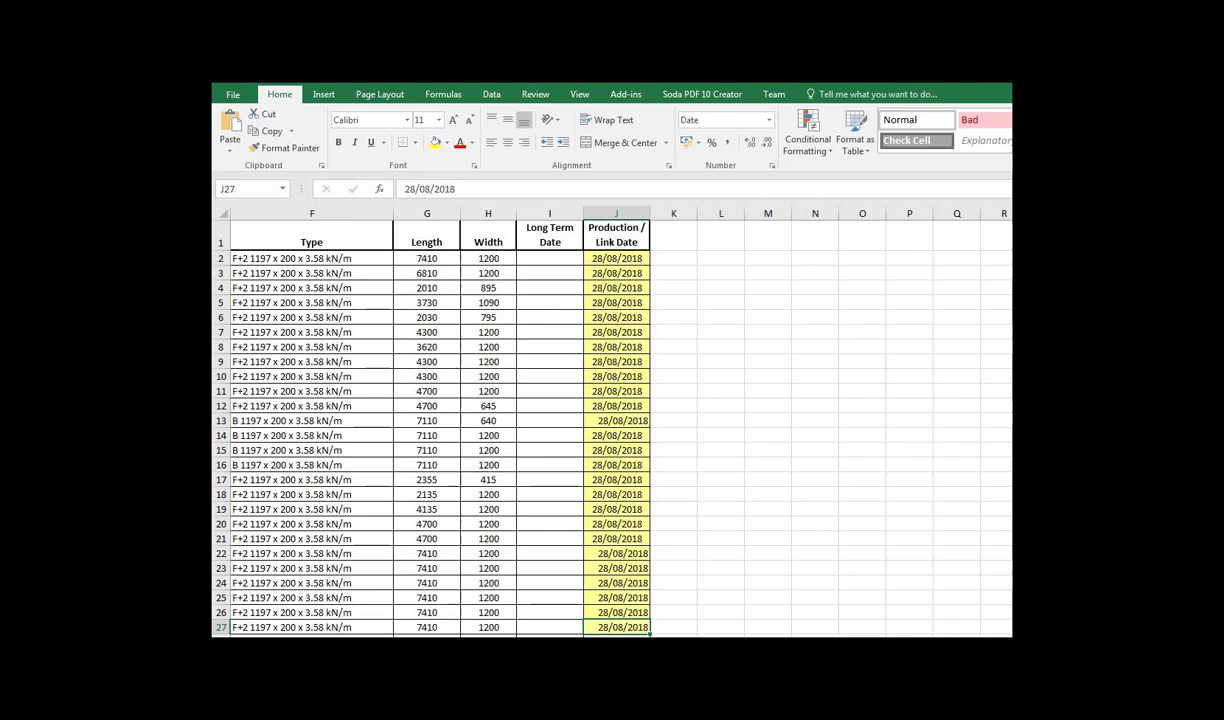 File Home Insert Page Layout Formulas Data Review View Add-ins Soda PDF 10 Creator Team Tell me what you want to do...
Paste Cut Calibri 11 A A Wrap Text Date Conditional Formatting Format as Table Normal Bad
Copy
Format Painter B I U A Merge & Center % , Check Cell Explanator
Clipboard Font Alignment Number
J27 fx 28/08/2018
F G H I J K L M N O P Q R
1 Type Length Width Long Term Date Production / Link Date
2 F+2 1197 x 200 x 3.58 kN/m 7410 1200 28/08/2018
3 F+2 1197 x 200 x 3.58 kN/m 6810 1200 28/08/2018
4 F+2 1197 x 200 x 3.58 kN/m 2010 895 28/08/2018
5 F+2 1197 x 200 x 3.58 kN/m 3730 1090 28/08/2018
6 F+2 1197 x 200 x 3.58 kN/m 2030 795 28/08/2018
7 F+2 1197 x 200 x 3.58 kN/m 4300 1200 28/08/2018
8 F+2 1197 x 200 x 3.58 kN/m 3620 1200 28/08/2018
9 F+2 1197 x 200 x 3.58 kN/m 4300 1200 28/08/2018
10 F+2 1197 x 200 x 3.58 kN/m 4300 1200 28/08/2018
11 F+2 1197 x 200 x 3.58 kN/m 4700 1200 28/08/2018
12 F+2 1197 x 200 x 3.58 kN/m 4700 645 28/08/2018
13 B 1197 x 200 x 3.58 kN/m 7110 640 28/08/2018
14 B 1197 x 200 x 3.58 kN/m 7110 1200 28/08/2018
15 B 1197 x 200 x 3.58 kN/m 7110 1200 28/08/2018
16 B 1197 x 200 x 3.58 kN/m 7110 1200 28/08/2018
17 F+2 1197 x 200 x 3.58 kN/m 2355 415 28/08/2018
18 F+2 1197 x 200 x 3.58 kN/m 2135 1200 28/08/2018
19 F+2 1197 x 200 x 3.58 kN/m 4135 1200 28/08/2018
20 F+2 1197 x 200 x 3.58 kN/m 4700 1200 28/08/2018
21 F+2 1197 x 200 x 3.58 kN/m 4700 1200 28/08/2018
22 F+2 1197 x 200 x 3.58 kN/m 7410 1200 28/08/2018
23 F+2 1197 x 200 x 3.58 kN/m 7410 1200 28/08/2018
24 F+2 1197 x 200 x 3.58 kN/m 7410 1200 28/08/2018
25 F+2 1197 x 200 x 3.58 kN/m 7410 1200 28/08/2018
26 F+2 1197 x 200 x 3.58 kN/m 7410 1200 28/08/2018
27 F+2 1197 x 200 x 3.58 kN/m 7410 1200 28/08/2018